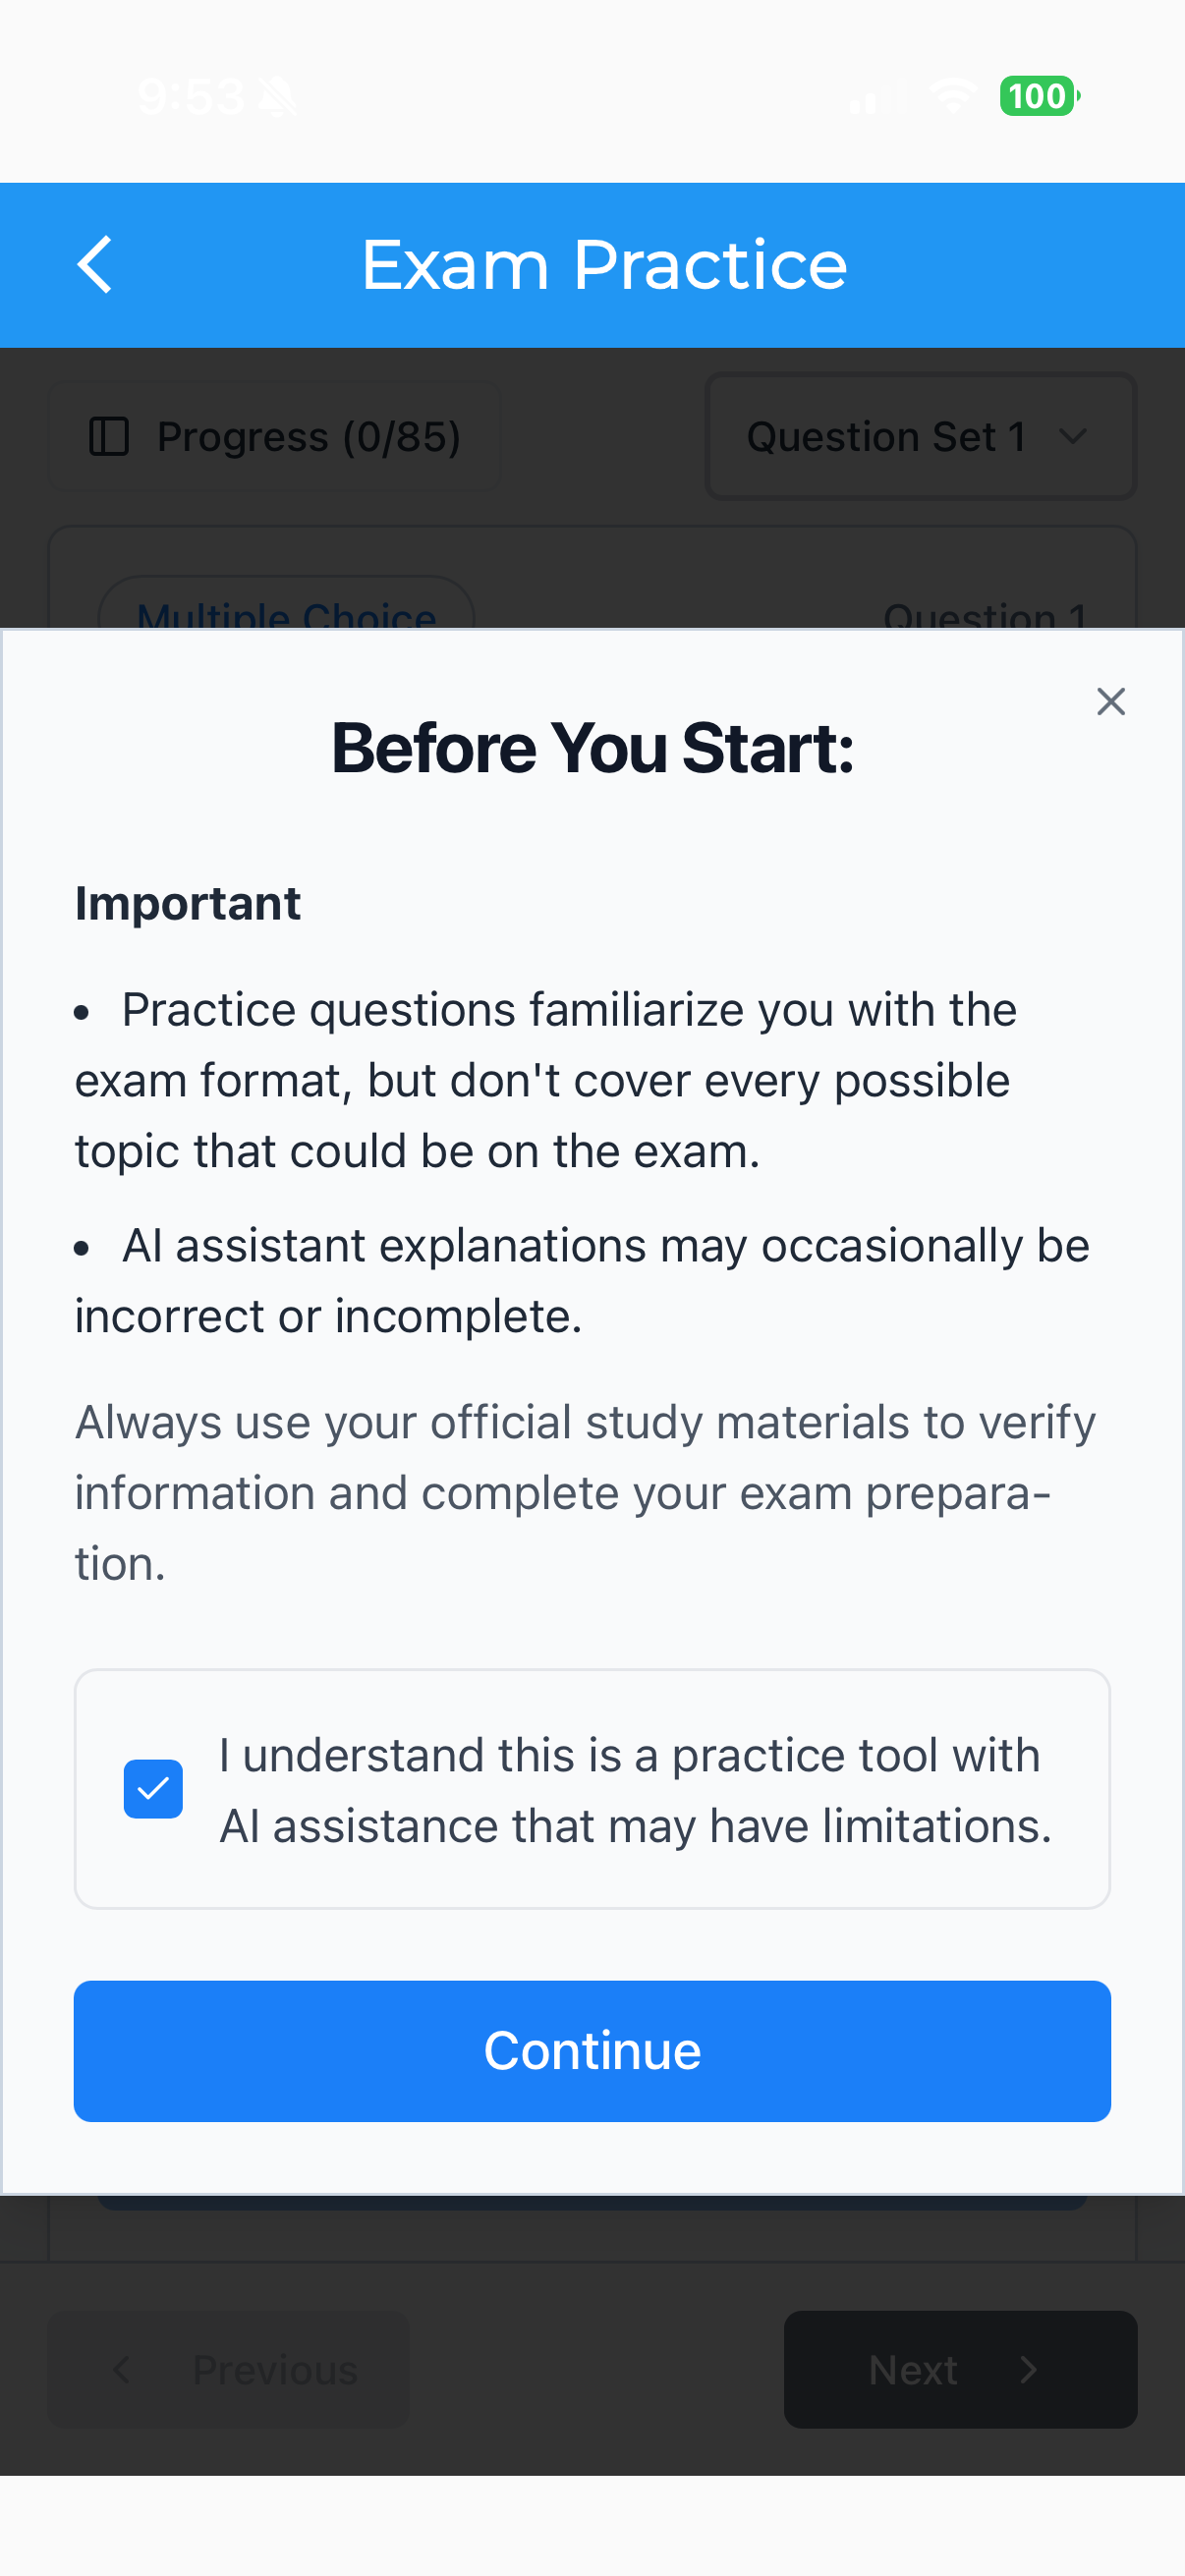 9:53
100
Exam Practice
Progress (0/85)
Question Set 1
Multiple Choice
Question 1
Before You Start:
Important
• Practice questions familiarize you with the
exam format, but don't cover every possible
topic that could be on the exam.
• AI assistant explanations may occasionally be
incorrect or incomplete.
Always use your official study materials to verify
information and complete your exam prepara-
tion.
I understand this is a practice tool with
AI assistance that may have limitations.
Continue
Previous
Next